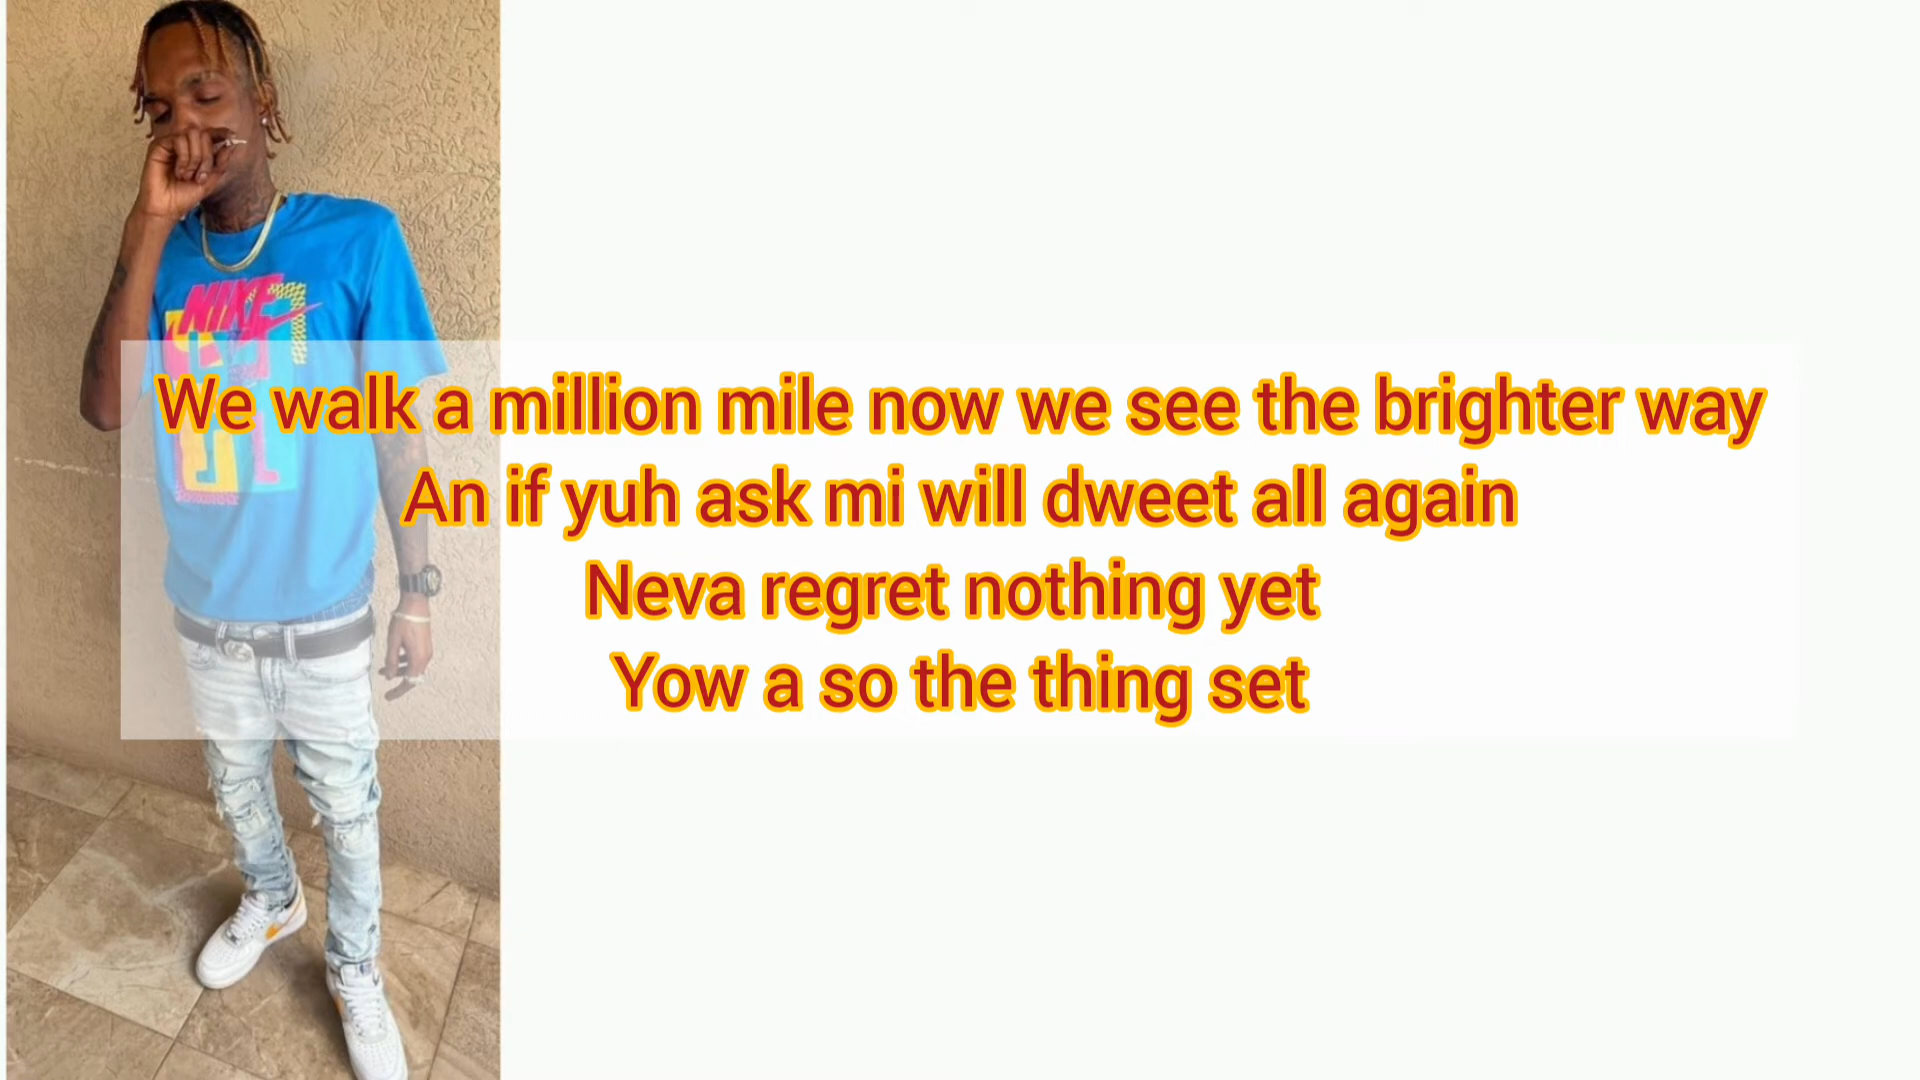 NIKE
We walk a million mile now we see the brighter way
An if yuh ask mi will dweet all again
Neva regret nothing yet
Yow a so the thing set